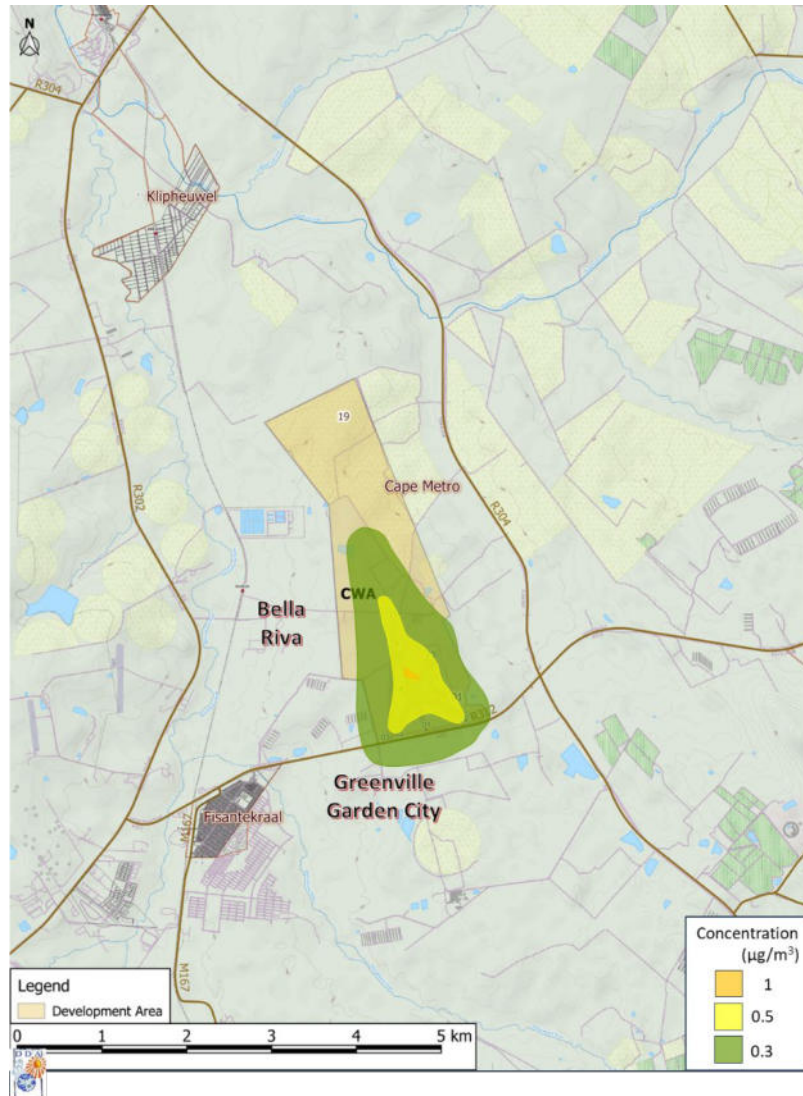 N
R304
Klipheuwel
19
Cape Metro
R302
R304
CWA
Bella
Riva
R312
Greenville
Garden City
Fisantekraal
M167
M167
Concentration
(µg/m³)
1
0.5
0.3
Legend
Development Area
0 1 2 3 4 5 km